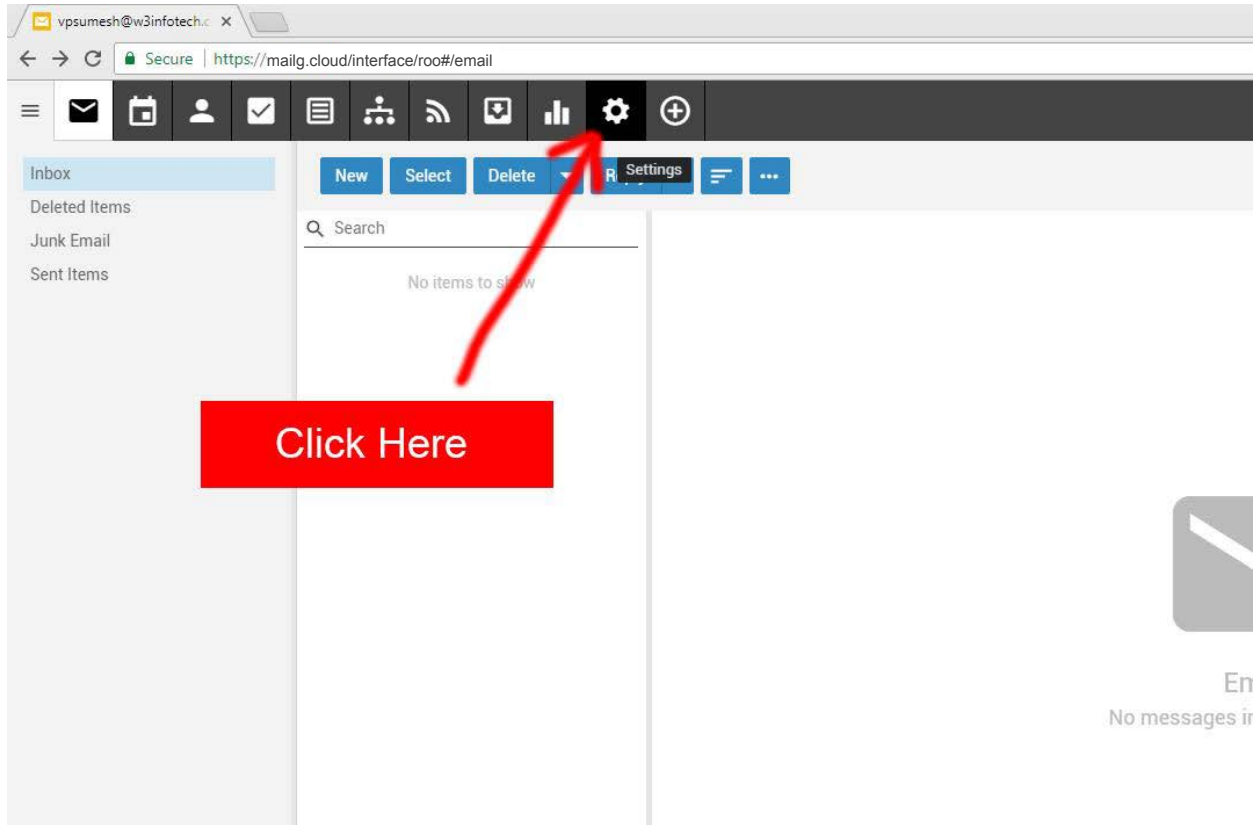 vpsumesh@w3infotech.c
Secure https://mailg.cloud/interface/roo#/email
Inbox
Deleted Items
Junk Email
Sent Items
New Select Delete Settings
Search
No items to show
Click Here
No messages